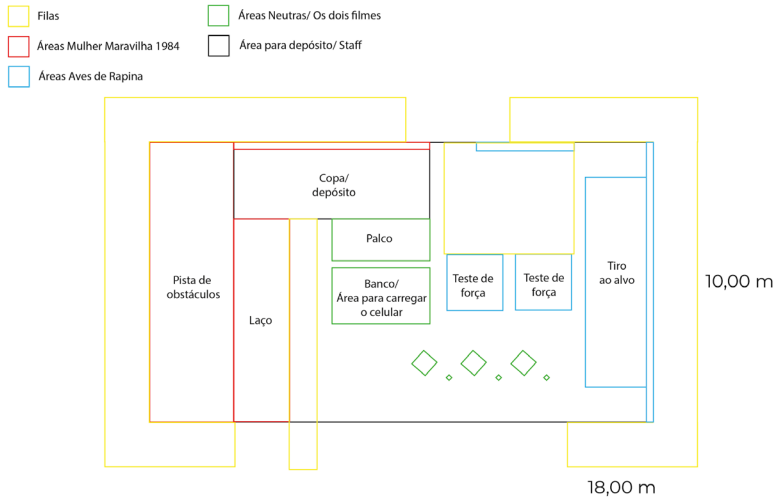 Filas
Áreas Neutras/ Os dois filmes
Áreas Mulher Maravilha 1984
Área para depósito/ Staff
Áreas Aves de Rapina
Copa/
depósito
Palco
Pista de
obstáculos
Banco/
Área para carregar
o celular
Laço
Teste de
força
Teste de
força
Tiro
ao alvo
10,00 m
18,00 m